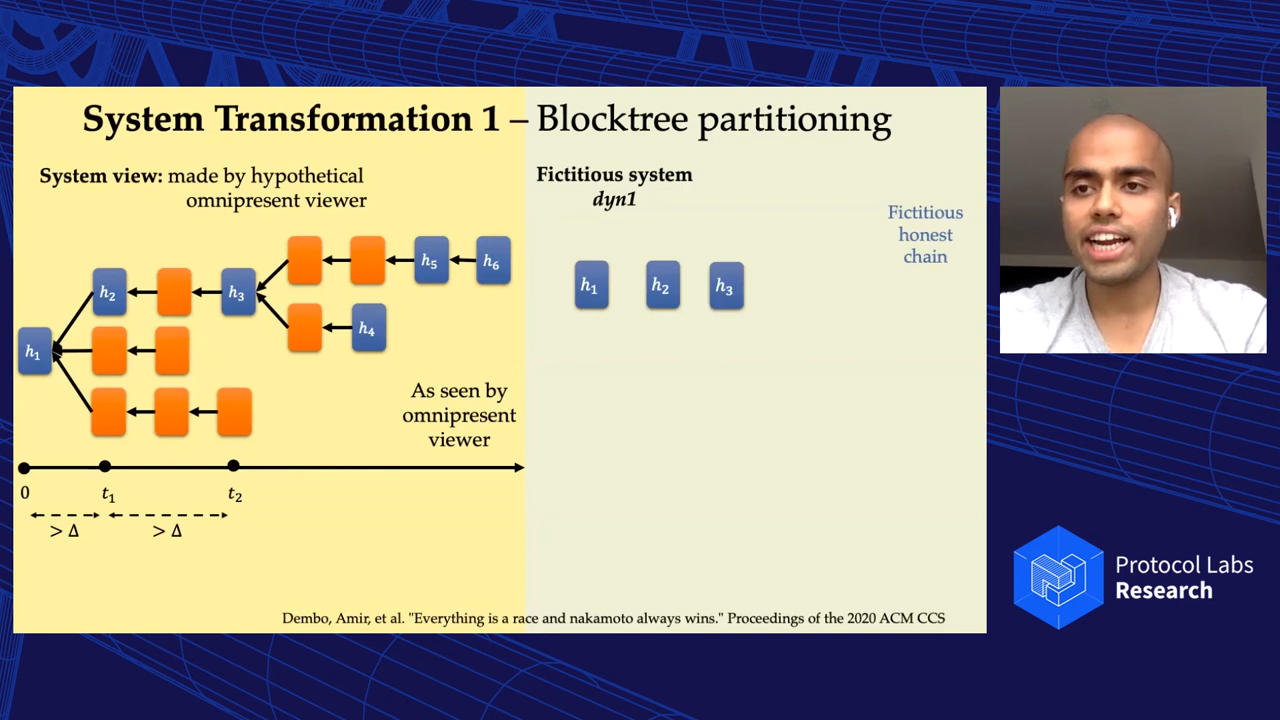 System Transformation 1 – Blocktree partitioning
System view: made by hypothetical
omnipresent viewer
h₂
h₃
h₅
h₆
h₄
h₁
As seen by
omnipresent
viewer
0
t₁
t₂
> Δ
> Δ
Fictitious system
dyn1
Fictitious
honest
chain
h₁
h₂
h₃
Dembo, Amir, et al. "Everything is a race and nakamoto always wins." Proceedings of the 2020 ACM CCS
Protocol Labs
Research